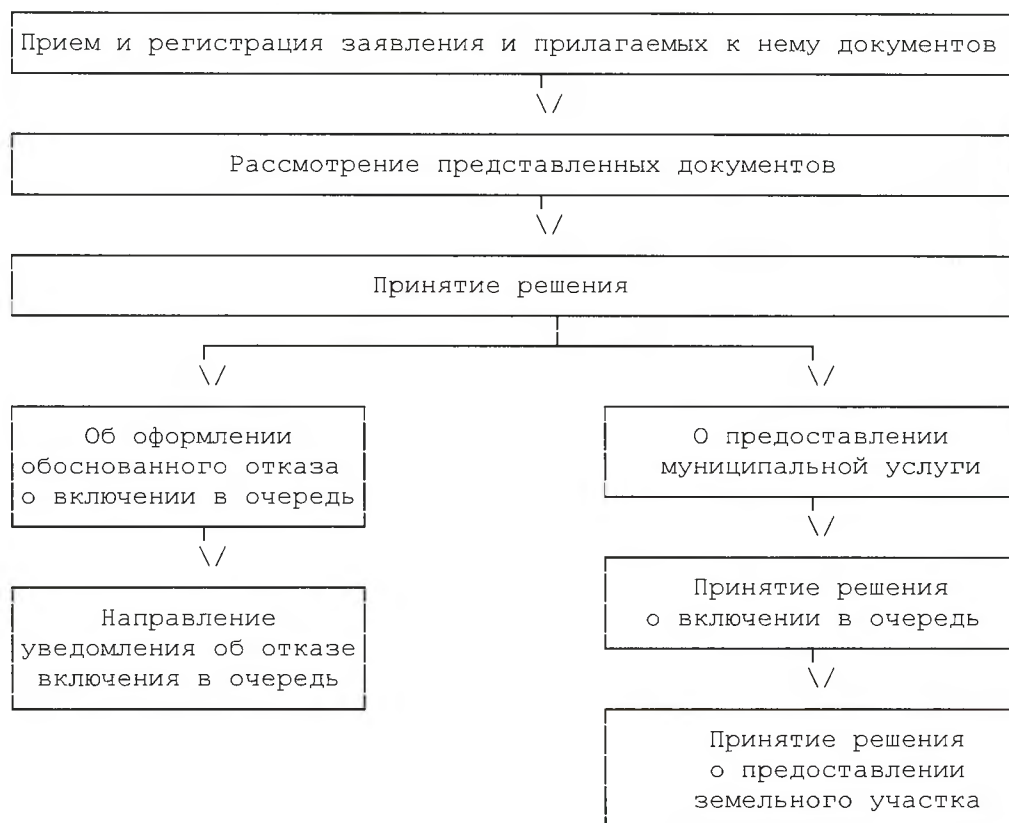 Прием и регистрация заявления и прилагаемых к нему документов
Рассмотрение представленных документов
Принятие решения
Об оформлении
обоснованного отказа
о включении в очередь
Направление
уведомления об отказе
включения в очередь
О предоставлении
муниципальной услуги
Принятие решения
о включении в очередь
Принятие решения
о предоставлении
земельного участка